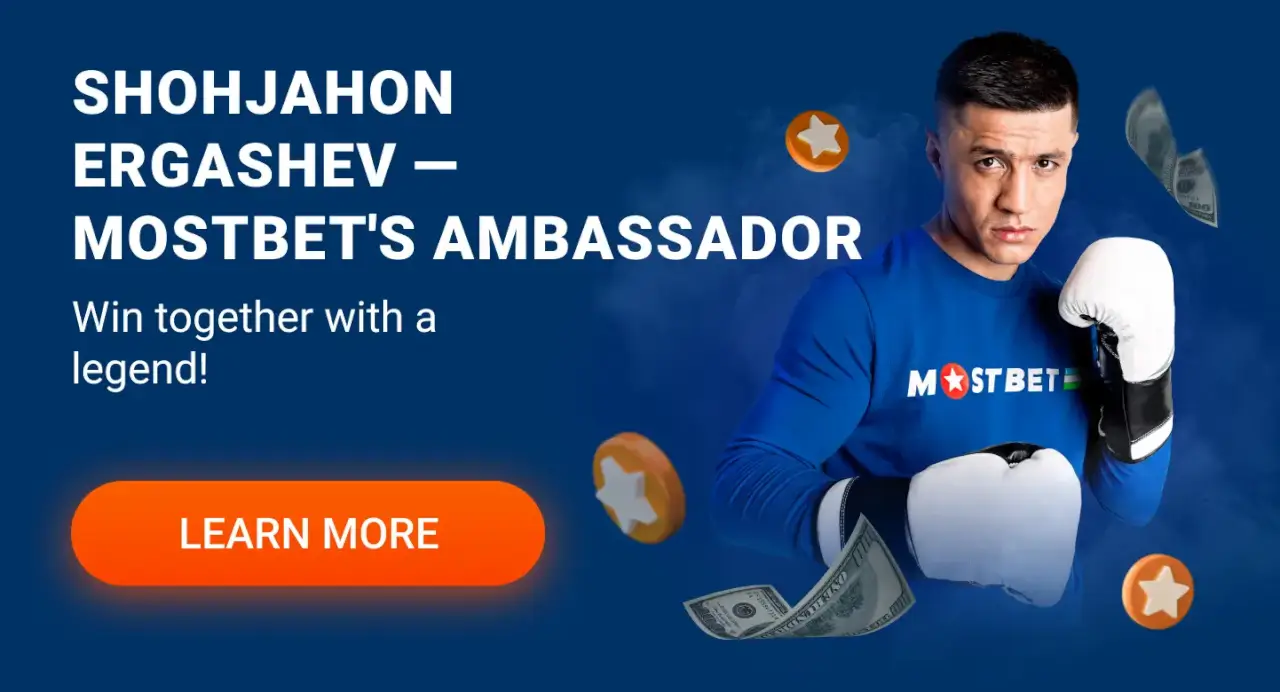 SHOHJAHON
ERGASHEV —
MOSTBET'S AMBASSADOR
Win together with a
legend!
LEARN MORE
MOSTBET